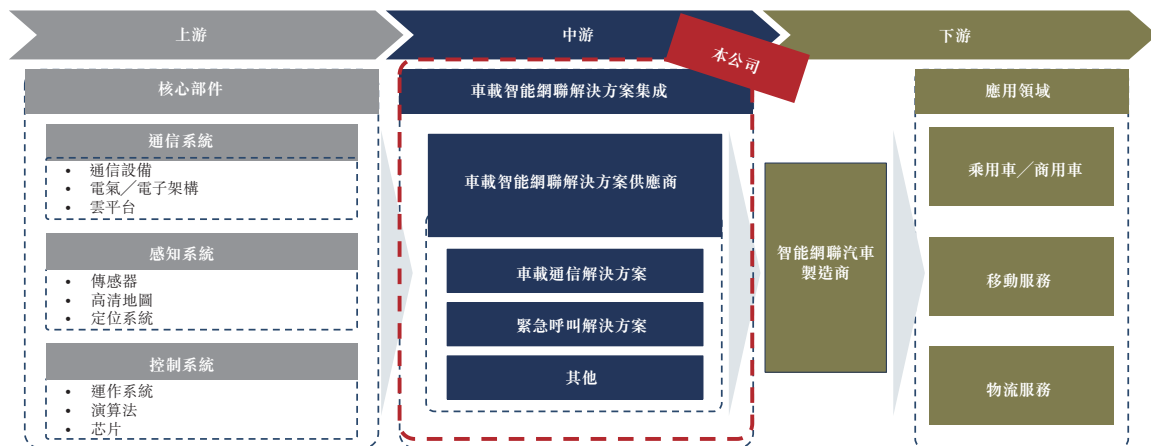 上游
中游
本公司
下游
核心部件
通信系統
• 通信設備
• 電氣／電子架構
• 雲平台
感知系統
• 傳感器
• 高清地圖
• 定位系統
控制系統
• 運作系統
• 演算法
• 芯片
車載智能網聯解決方案集成
車載智能網聯解決方案供應商
車載通信解決方案
緊急呼叫解決方案
其他
智能網聯汽車
製造商
應用領域
乘用車／商用車
移動服務
物流服務